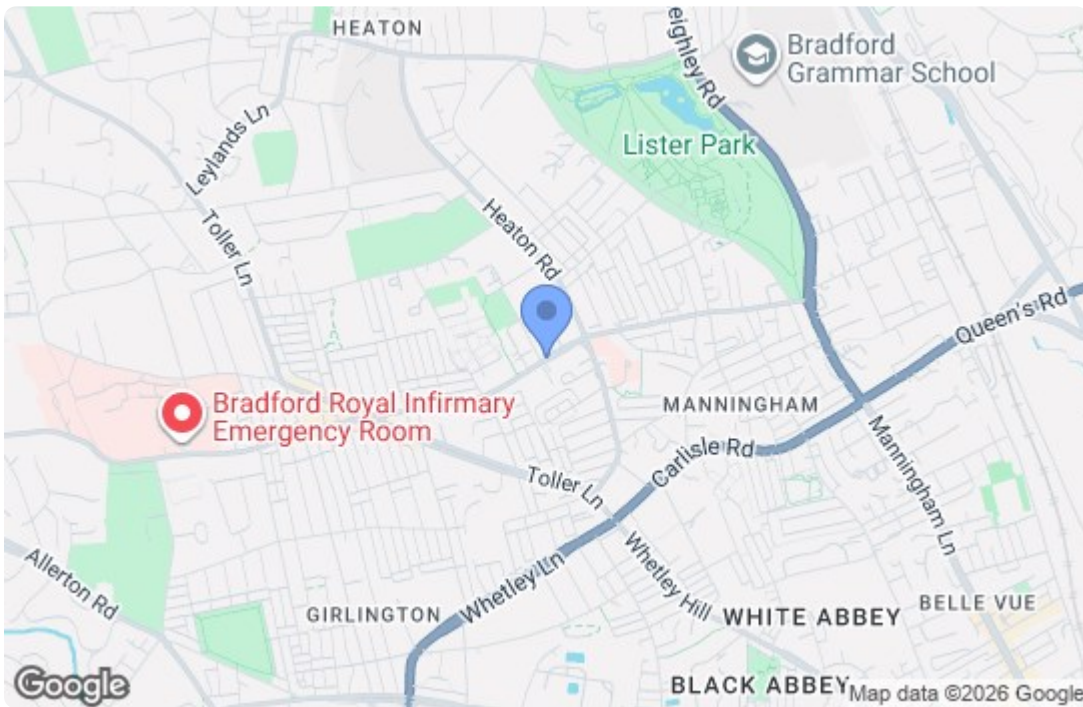 HEATON
Keighley Rd
Bradford
Grammar School
Leylands Ln
Lister Park
Toller Ln
Heaton Rd
Queen's Rd
Bradford Royal Infirmary
Emergency Room
MANNINGHAM
Carlisle Rd
Manningham Ln
Toller Ln
Allerton Rd
Whetley Ln
Whetley Hill
GIRLINGTON
WHITE ABBEY
BELLE VUE
BLACK ABBEY
Google
Map data ©2026 Google